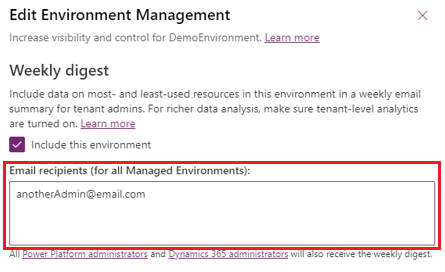 Edit Environment Management
Increase visibility and control for DemoEnvironment. Learn more
Weekly digest
Include data on most- and least-used resources in this environment in a weekly email
summary for tenant admins. For richer data analysis, make sure tenant-level analytics
are turned on. Learn more
Include this environment
Email recipients (for all Managed Environments):
anotherAdmin@email.com
All Power Platform administrators and Dynamics 365 administrators will also receive the weekly digest.